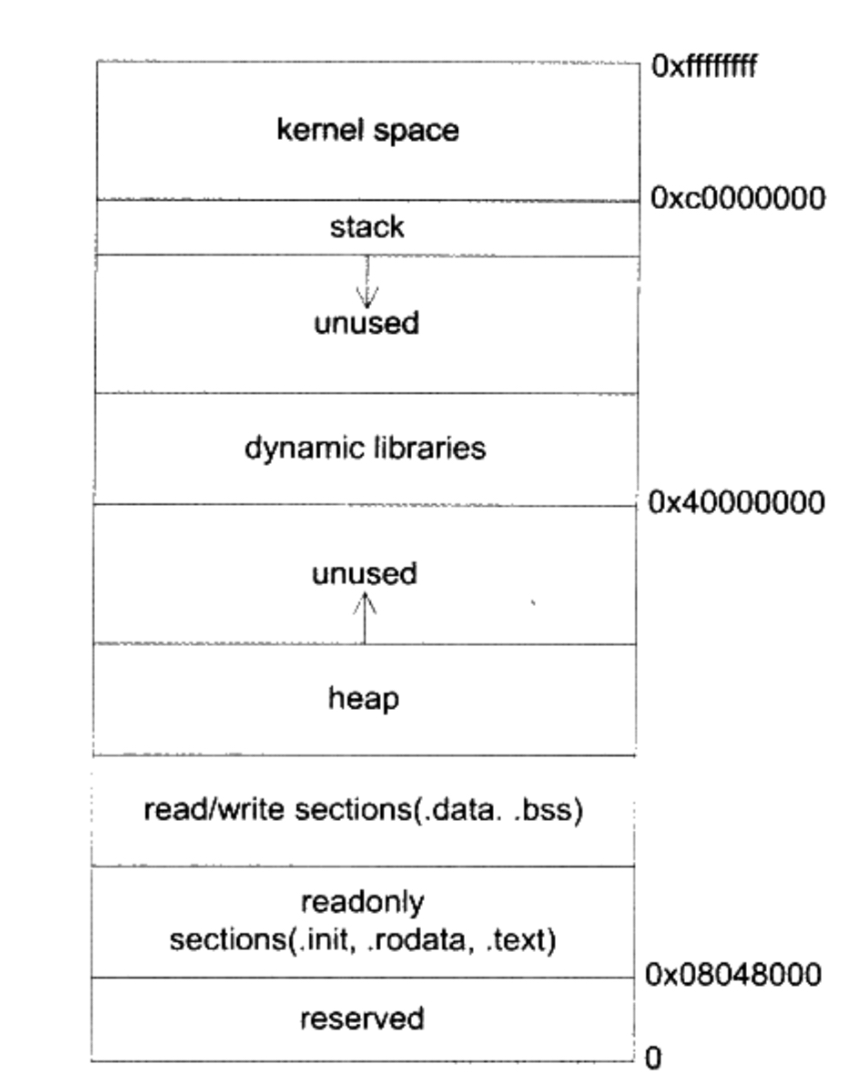 0xffffffff
kernel space
0xc0000000
stack
unused
dynamic libraries
0x40000000
unused
heap
read/write sections(.data. .bss)
readonly
sections(.init, .rodata, .text)
0x08048000
reserved
0